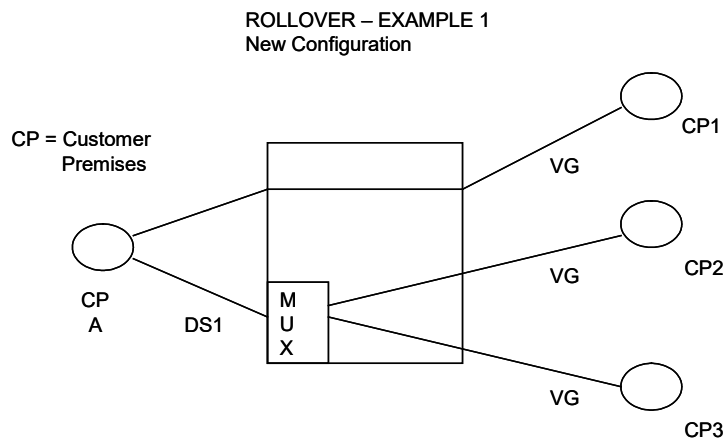 ROLLOVER – EXAMPLE 1
New Configuration
CP1
CP = Customer
Premises
VG
CP2
VG
CP
A
DS1
M
U
X
VG
CP3